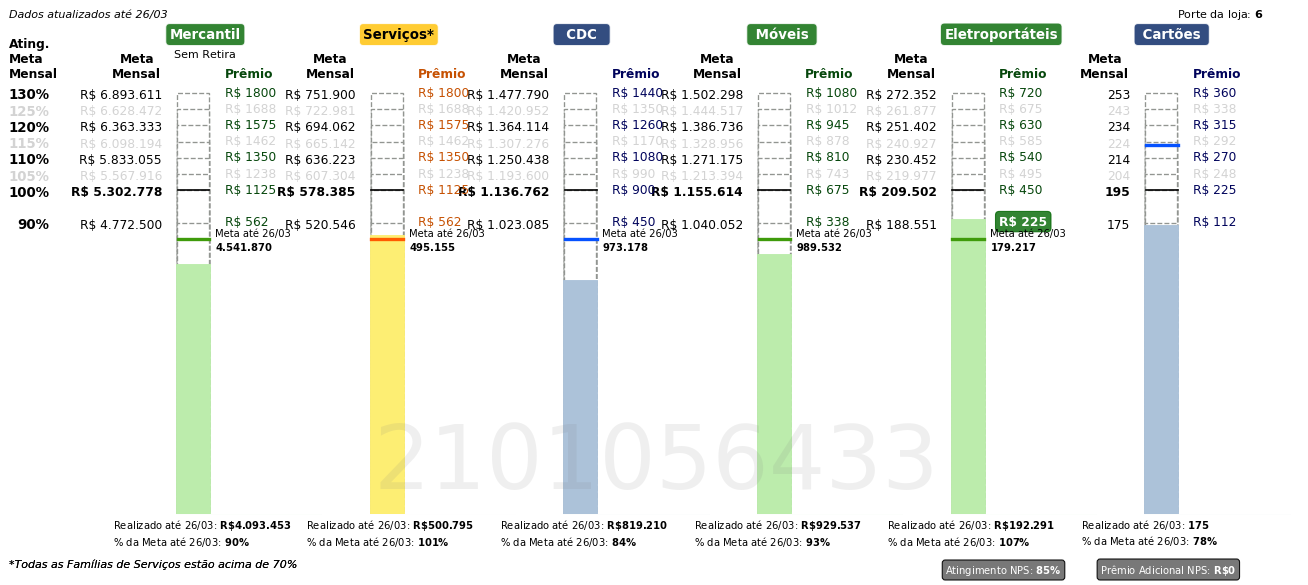 Dados atualizados até 26/03 Porte da loja: 6
Mercantil Serviços* CDC Móveis Eletroportáteis Cartões
Sem Retira
Ating. Meta Mensal Meta Mensal Prêmio Meta Mensal Prêmio Meta Mensal Prêmio Meta Mensal Prêmio Meta Mensal Prêmio Meta Mensal Prêmio
130% R$ 6.893.611 R$ 1800 R$ 751.900 R$ 1800 R$ 1.477.790 R$ 1440 R$ 1.502.298 R$ 1080 R$ 272.352 R$ 720 253 R$ 360
125% R$ 6.628.472 R$ 1688 R$ 722.981 R$ 1688 R$ 1.420.952 R$ 1350 R$ 1.444.517 R$ 1012 R$ 261.877 R$ 675 243 R$ 338
120% R$ 6.363.333 R$ 1575 R$ 694.062 R$ 1575 R$ 1.364.114 R$ 1260 R$ 1.386.736 R$ 945 R$ 251.402 R$ 630 234 R$ 315
115% R$ 6.098.194 R$ 1462 R$ 665.142 R$ 1462 R$ 1.307.276 R$ 1170 R$ 1.328.956 R$ 878 R$ 240.927 R$ 585 224 R$ 292
110% R$ 5.833.055 R$ 1350 R$ 636.223 R$ 1350 R$ 1.250.438 R$ 1080 R$ 1.271.175 R$ 810 R$ 230.452 R$ 540 214 R$ 270
105% R$ 5.567.916 R$ 1238 R$ 607.304 R$ 1238 R$ 1.193.600 R$ 990 R$ 1.213.394 R$ 743 R$ 219.977 R$ 495 204 R$ 248
100% R$ 5.302.778 R$ 1125 R$ 578.385 R$ 1125 R$ 1.136.762 R$ 900 R$ 1.155.614 R$ 675 R$ 209.502 R$ 450 195 R$ 225
90% R$ 4.772.500 R$ 562 R$ 520.546 R$ 562 R$ 1.023.085 R$ 450 R$ 1.040.052 R$ 338 R$ 188.551 R$ 225 175 R$ 112
Meta até 26/03 Meta até 26/03 Meta até 26/03 Meta até 26/03 Meta até 26/03
4.541.870 495.155 973.178 989.532 179.217
2101056433
Realizado até 26/03: R$4.093.453 Realizado até 26/03: R$500.795 Realizado até 26/03: R$819.210 Realizado até 26/03: R$929.537 Realizado até 26/03: R$192.291 Realizado até 26/03: 175
% da Meta até 26/03: 90% % da Meta até 26/03: 101% % da Meta até 26/03: 84% % da Meta até 26/03: 93% % da Meta até 26/03: 107% % da Meta até 26/03: 78%
*Todas as Famílias de Serviços estão acima de 70% Atingimento NPS: 85% Prêmio Adicional NPS: R$0